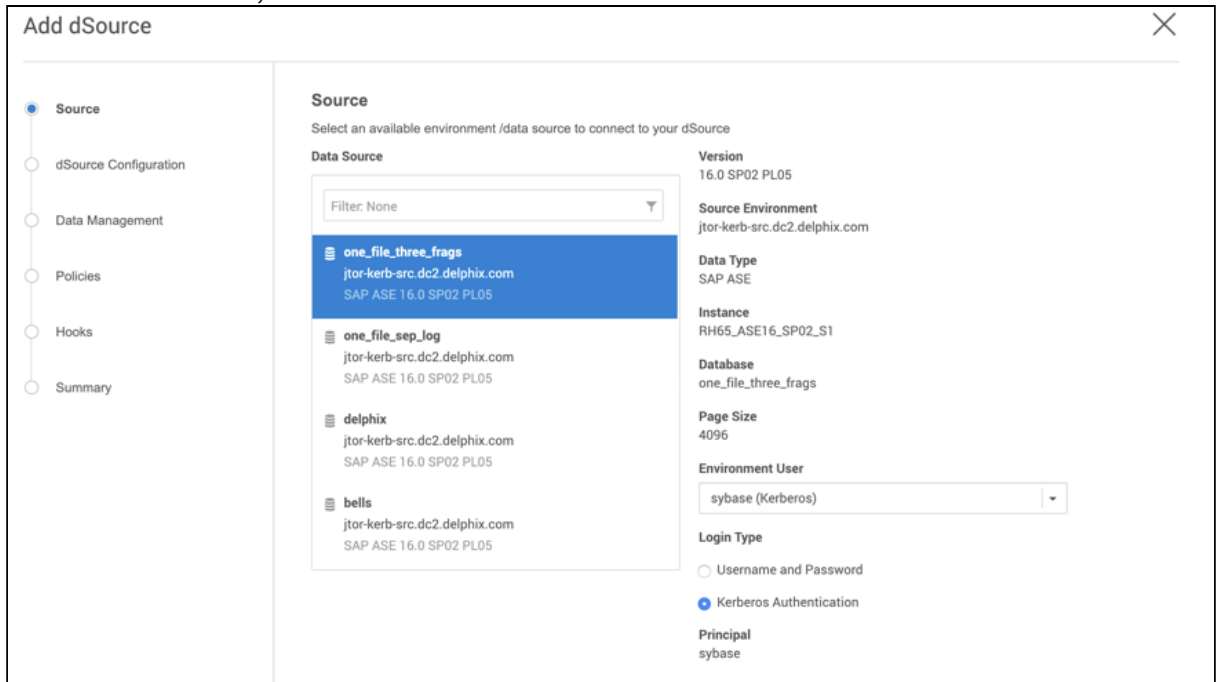 Add dSource
Source
dSource Configuration
Data Management
Policies
Hooks
Summary
Source
Select an available environment /data source to connect to your dSource
Data Source
Filter: None
one_file_three_frags
jtor-kerb-src.dc2.delphix.com
SAP ASE 16.0 SP02 PL05
one_file_sep_log
jtor-kerb-src.dc2.delphix.com
SAP ASE 16.0 SP02 PL05
delphix
jtor-kerb-src.dc2.delphix.com
SAP ASE 16.0 SP02 PL05
bells
jtor-kerb-src.dc2.delphix.com
SAP ASE 16.0 SP02 PL05
Version
16.0 SP02 PL05
Source Environment
jtor-kerb-src.dc2.delphix.com
Data Type
SAP ASE
Instance
RH65_ASE16_SP02_S1
Database
one_file_three_frags
Page Size
4096
Environment User
sybase (Kerberos)
Login Type
Username and Password
Kerberos Authentication
Principal
sybase